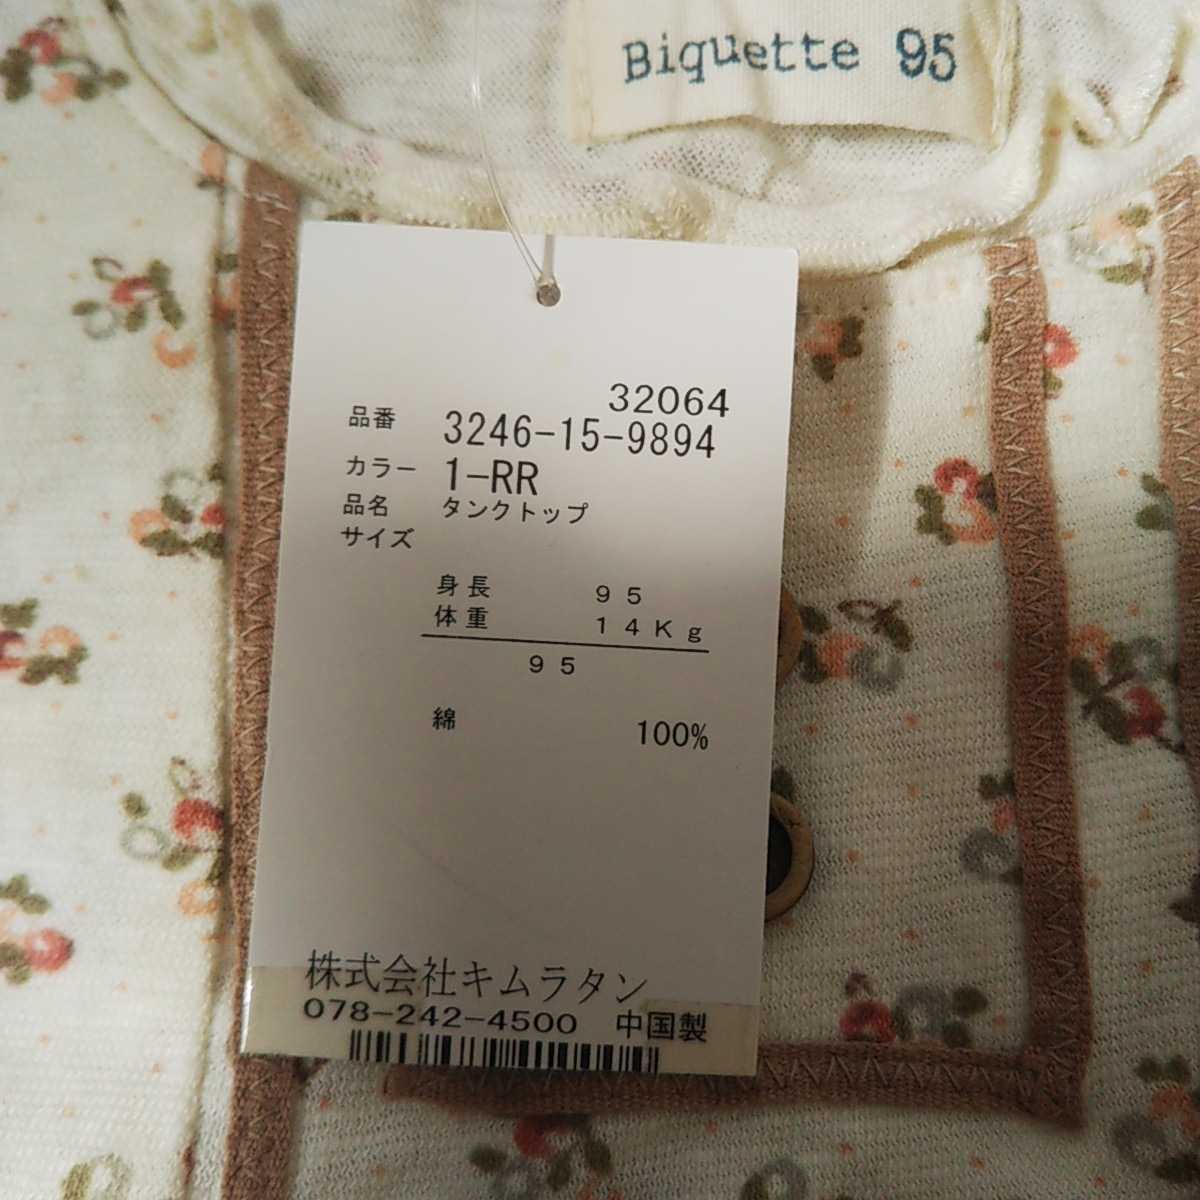 Biquette 95
32064
品番 3246-15-9894
カラー 1-RR
品名 タンクトップ
サイズ
身長 95
体重 14Kg
95
綿 100%
株式会社キムラタン
078-242-4500 中国製